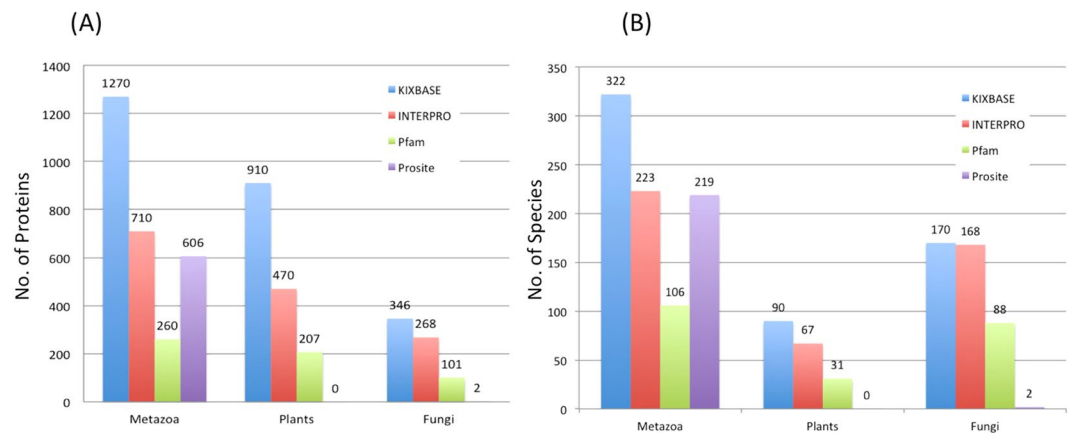 (A)
No. of Proteins
1400
1200
1000
800
600
400
200
0
1270
710
260
606
910
470
207
0
346
268
101
2
KIXBASE
INTERPRO
Pfam
Prosite
Metazoa Plants Fungi
(B)
No. of Species
350
300
250
200
150
100
50
0
322
223
106
219
90
67
31
0
170
168
88
2
KIXBASE
INTERPRO
Pfam
Prosite
Metazoa Plants Fungi